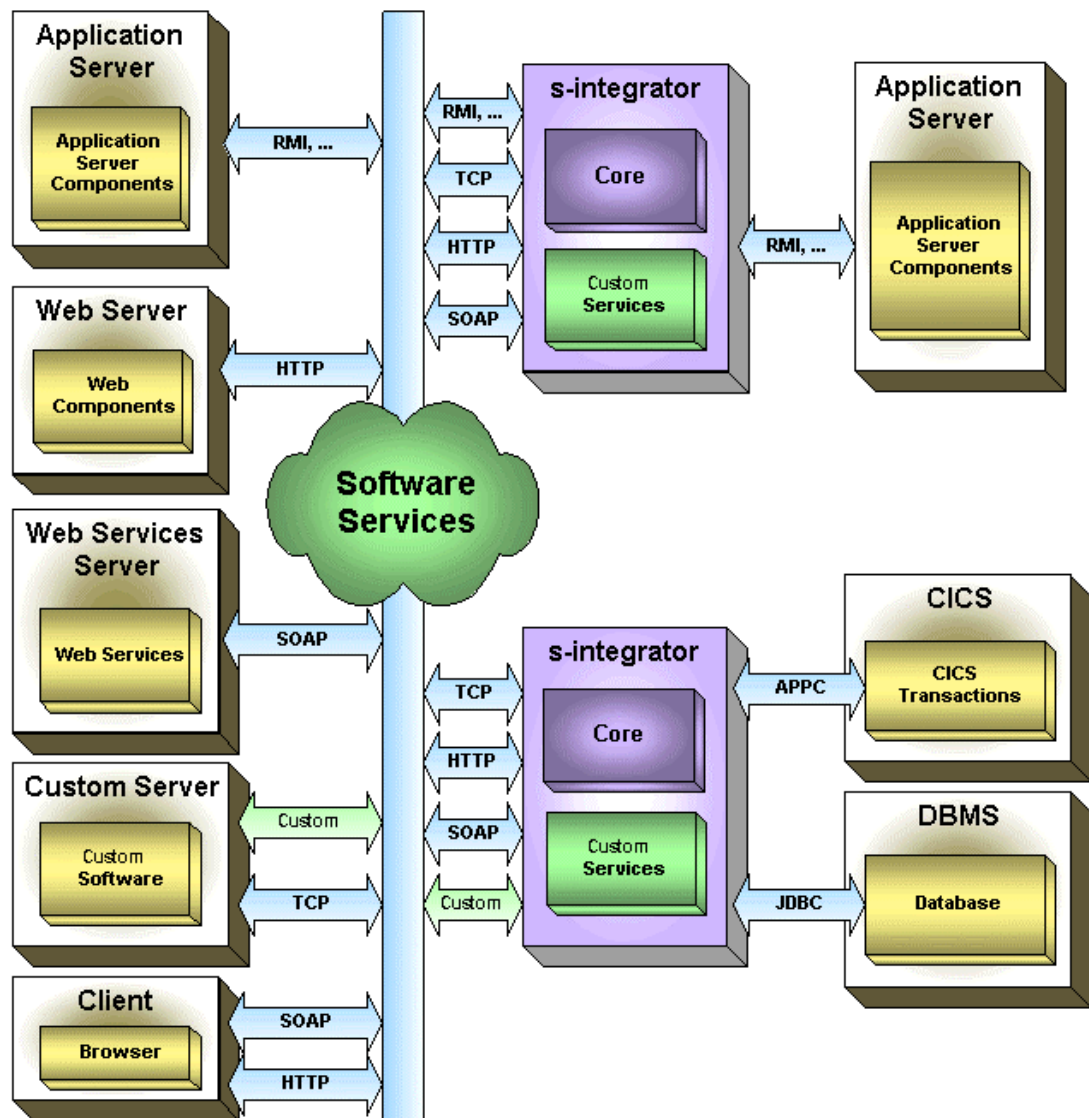 Application
Server
Application
Server
Components
RMI, ...
Web Server
Web
Components
HTTP
Web Services
Server
Web Services
SOAP
Custom Server
Custom
Software
Custom
TCP
Client
Browser
SOAP
HTTP
Software
Services
RMI, ...
TCP
HTTP
SOAP
s-integrator
Core
Custom
Services
RMI, ...
Application
Server
Application
Server
Components
TCP
HTTP
SOAP
Custom
s-integrator
Core
Custom
Services
APPC
JDBC
CICS
CICS
Transactions
DBMS
Database